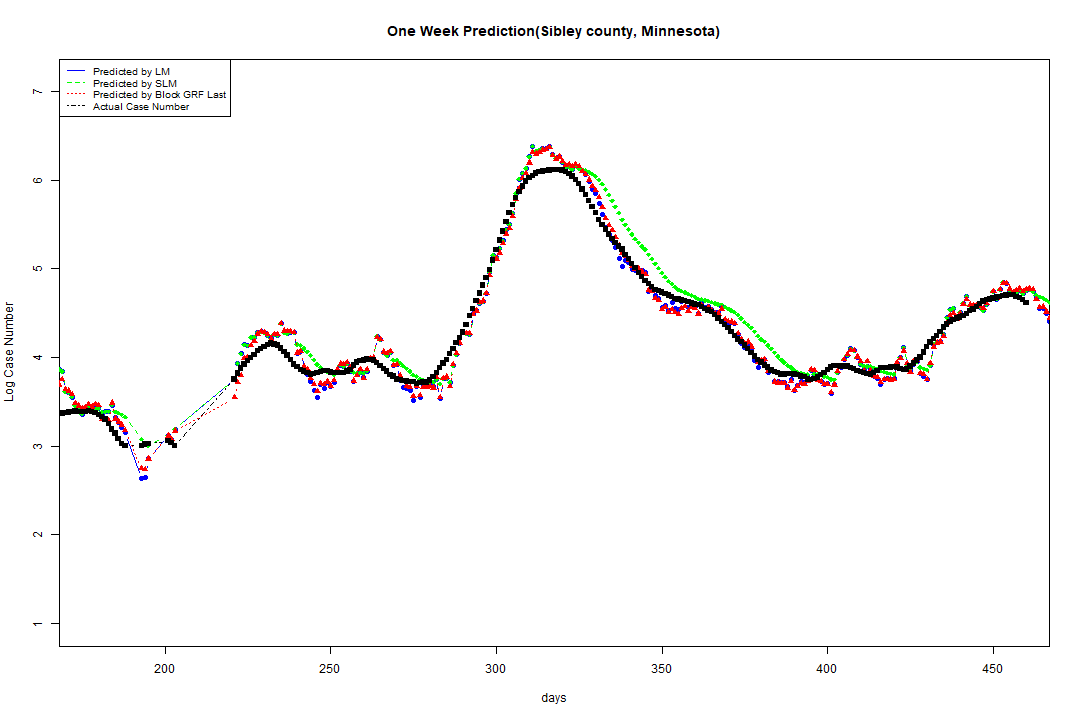 One Week Prediction(Sibley county, Minnesota)
Predicted by LM
Predicted by SLM
Predicted by Block GRF Last
Actual Case Number
7
6
5
4
3
2
1
Log Case Number
200 250 300 350 400 450
days